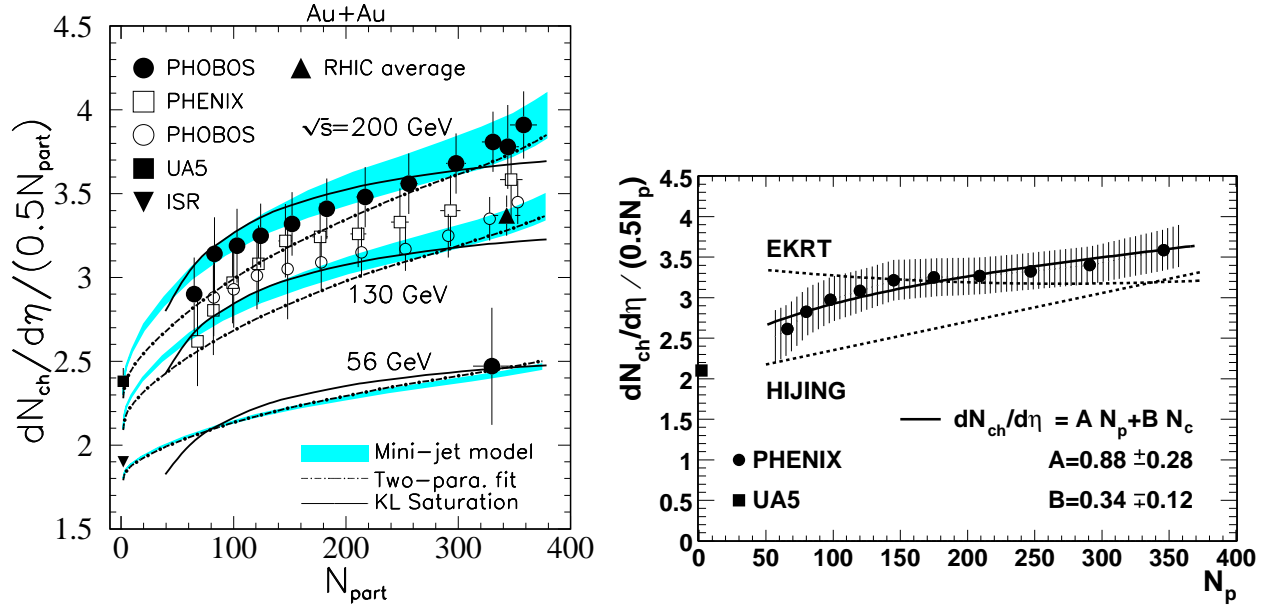 Au+Au
dN_ch/dη/(0.5N_part)
4.5
4
3.5
3
2.5
2
1.5
PHOBOS
RHIC average
PHENIX
PHOBOS
√s=200 GeV
UA5
ISR
130 GeV
56 GeV
Mini-jet model
Two-para. fit
KL Saturation
0 100 200 300 400
N_part
dN_ch/dη / (0.5N_p)
4.5
4
3.5
3
2.5
2
1.5
1
0.5
0
EKRT
HIJING
dN_ch/dη = A N_p+B N_c
PHENIX
A=0.88 ±0.28
UA5
B=0.34 ∓0.12
0 50 100 150 200 250 300 350 400
N_p